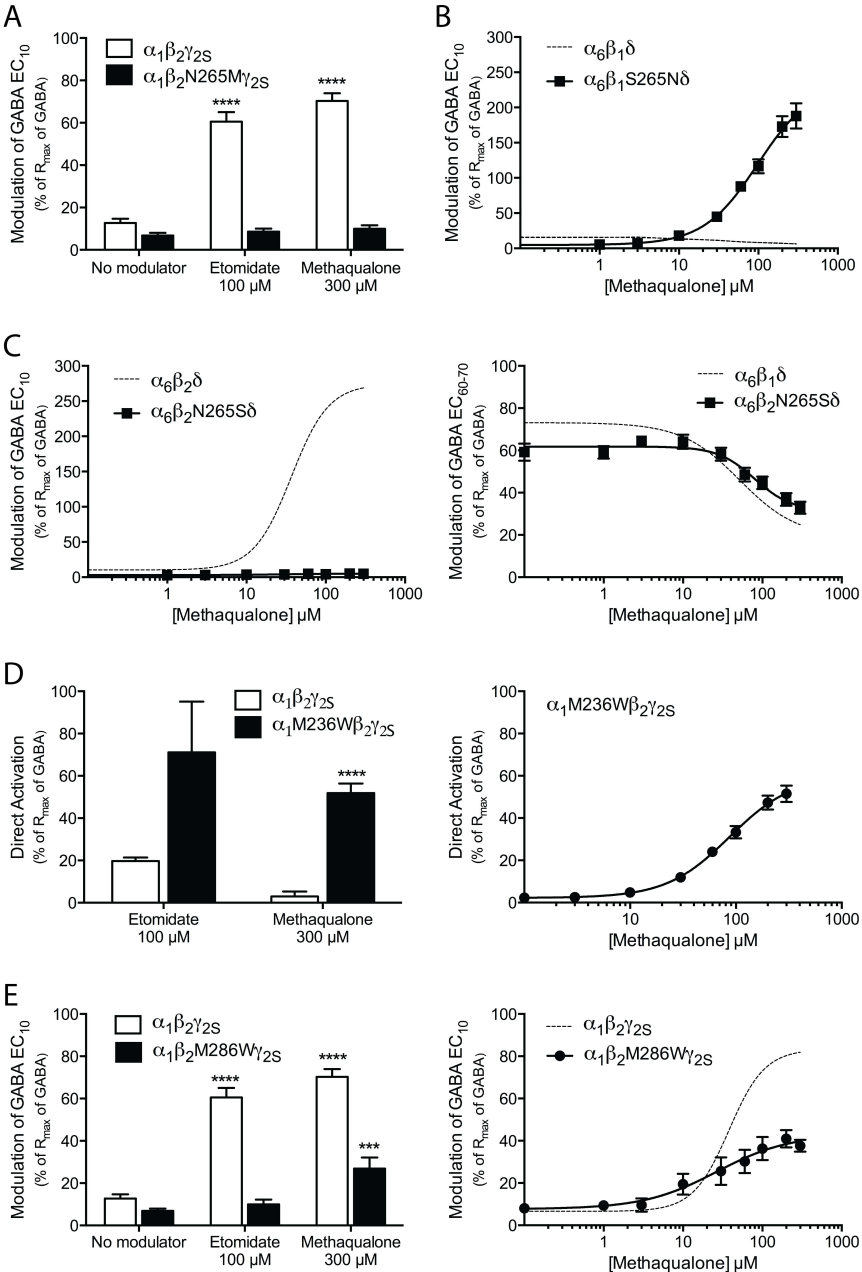 A
Modulation of GABA EC10
(% of Rmax of GABA)
100
80
60
40
20
0
α1β2γ2S
α1β2N265Mγ2S
****
****
No modulator
Etomidate
100 µM
Methaqualone
300 µM
B
Modulation of GABA EC10
(% of Rmax of GABA)
300
250
200
150
100
50
0
α6β1δ
α6β1S265Nδ
1
10
100
1000
[Methaqualone] µM
C
Modulation of GABA EC10
(% of Rmax of GABA)
300
250
200
150
100
50
0
α6β2δ
α6β2N265Sδ
1
10
100
1000
[Methaqualone] µM
Modulation of GABA EC60-70
(% of Rmax of GABA)
100
80
60
40
20
0
α6β1δ
α6β2N265Sδ
1
10
100
1000
[Methaqualone] µM
D
Direct Activation
(% of Rmax of GABA)
100
80
60
40
20
0
α1β2γ2S
α1M236Wβ2γ2S
****
Etomidate
100 µM
Methaqualone
300 µM
Direct Activation
(% of Rmax of GABA)
100
80
60
40
20
0
α1M236Wβ2γ2S
10
100
1000
[Methaqualone] µM
E
Modulation of GABA EC10
(% of Rmax of GABA)
100
80
60
40
20
0
α1β2γ2S
α1β2M286Wγ2S
****
****
***
No modulator
Etomidate
100 µM
Methaqualone
300 µM
Modulation of GABA EC10
(% of Rmax of GABA)
100
80
60
40
20
0
α1β2γ2S
α1β2M286Wγ2S
1
10
100
1000
[Methaqualone] µM